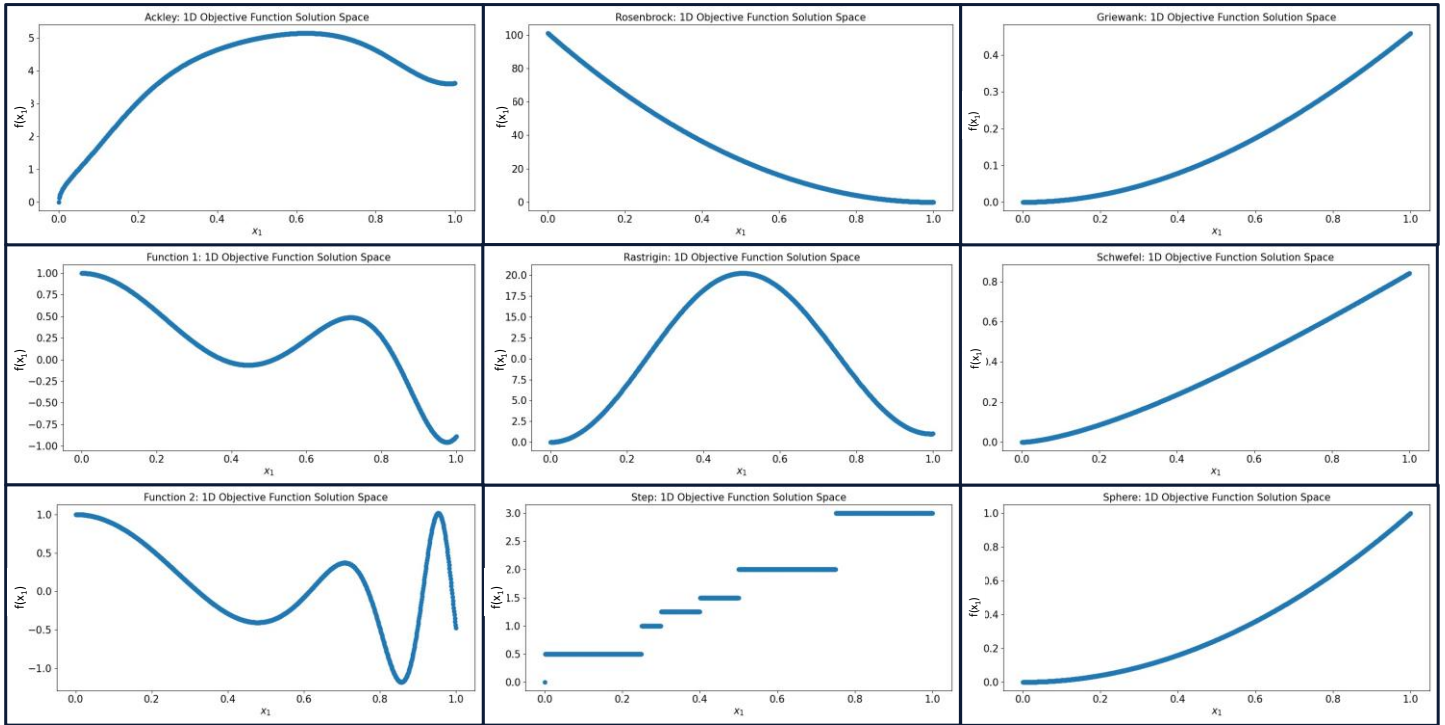 Ackley: 1D Objective Function Solution Space
5
4
3
2
1
0
f(x1)
0.0 0.2 0.4 0.6 0.8 1.0
x1
Rosenbrock: 1D Objective Function Solution Space
100
80
60
40
20
0
f(x1)
0.0 0.2 0.4 0.6 0.8 1.0
x1
Griewank: 1D Objective Function Solution Space
0.4
0.3
0.2
0.1
0.0
f(x1)
0.0 0.2 0.4 0.6 0.8 1.0
x1
Function 1: 1D Objective Function Solution Space
1.00
0.75
0.50
0.25
0.00
−0.25
−0.50
−0.75
−1.00
f(x1)
0.0 0.2 0.4 0.6 0.8 1.0
x1
Rastrigin: 1D Objective Function Solution Space
20.0
17.5
5.0
2.5
0.0
7.5
5.0
2.5
0.0
f(x1)
0.0 0.2 0.4 0.6 0.8 1.0
x1
Schwefel: 1D Objective Function Solution Space
0.8
0.6
.4
0.2
0.0
f(x1)
0.0 0.2 0.4 0.6 0.8 1.0
x1
Function 2: 1D Objective Function Solution Space
1.0
0.5
0.0
−0.5
−1.0
f(x1)
0.0 0.2 0.4 0.6 0.8 1.0
x1
Step: 1D Objective Function Solution Space
3.0
2.5
2.0
1.5
1.0
0.5
0.0
f(x1)
0.0 0.2 0.4 0.6 0.8 1.0
x1
Sphere: 1D Objective Function Solution Space
1.0
0.8
0.6
0.4
0.2
0.0
f(x1)
0.0 0.2 0.4 0.6 0.8 1.0
x1